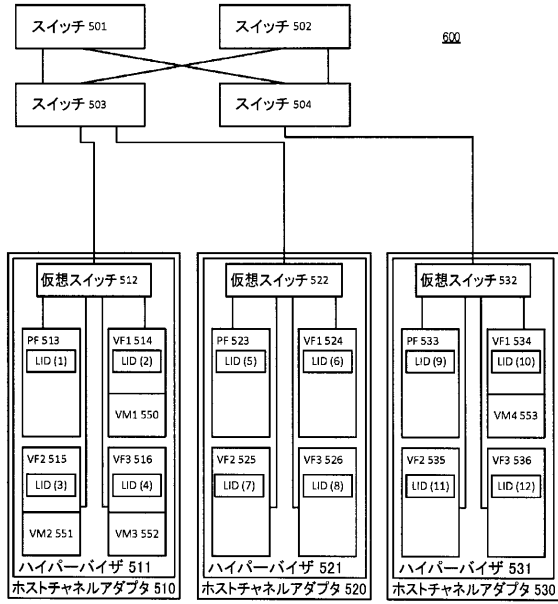 スイッチ 501
スイッチ 502
600
スイッチ 503
スイッチ 504
仮想スイッチ 512
PF 513
LID (1)
VF1 514
LID (2)
VM1 550
VF2 515
LID (3)
VM2 551
VF3 516
LID (4)
VM3 552
ハイパーバイザ 511
ホストチャネルアダプタ 510
仮想スイッチ 522
PF 523
LID (5)
VF1 524
LID (6)
VF2 525
LID (7)
VF3 526
LID (8)
ハイパーバイザ 521
ホストチャネルアダプタ 520
仮想スイッチ 532
PF 533
LID (9)
VF1 534
LID (10)
VM4 553
VF2 535
LID (11)
VF3 536
LID (12)
ハイパーバイザ 531
ホストチャネルアダプタ 530